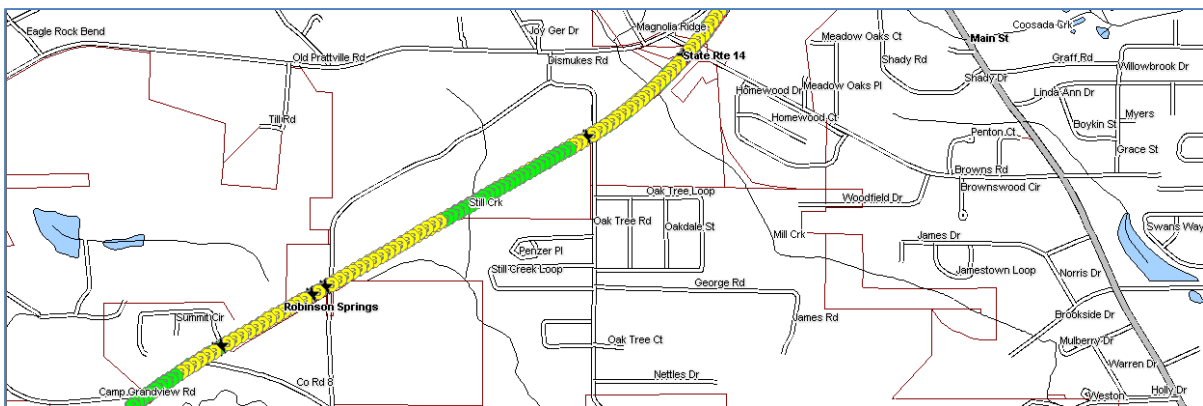 Eagle Rock Bend
Joy Ger Dr
Magnolia Ridge
Coosada Crk
Meadow Oaks Ct
Main St
Old Prattville Rd
Dismukes Rd
State Rte 14
Shady Rd
Graff Rd
Willowbrook Dr
Shady Dr
Homewood Dr
Meadow Oaks Pl
Linda Ann Dr
Till Rd
Homewood Ct
Boykin St
Myers
Penton Ct
Grace St
Browns Rd
Brownswood Cir
Oak Tree Loop
Woodfield Dr
Still Crk
Oak Tree Rd
Oakdale St
Mill Crk
Swans Way
James Dr
Penzer Pl
Still Creek Loop
Jamestown Loop
Norris Dr
George Rd
Robinson Springs
Summit Cir
James Rd
Brookside Dr
Oak Tree Ct
Mulberry Dr
Warren Dr
Co Rd 8
Nettles Dr
Camp Grandview Rd
Weston
Holly Dr